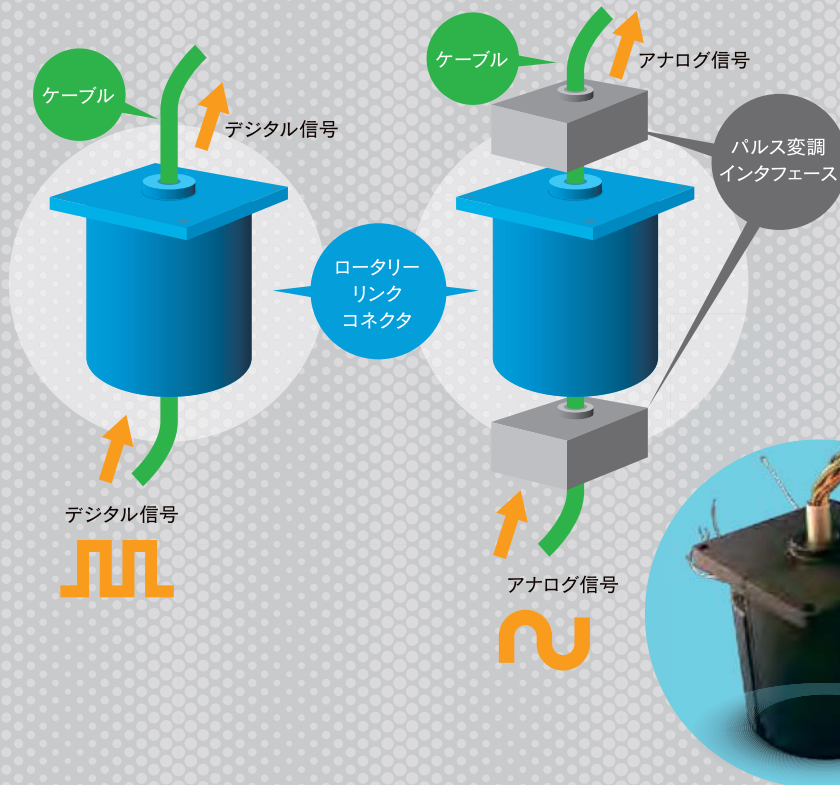 ケーブル
デジタル信号
デジタル信号
ロータリー
リンク
コネクタ
ケーブル
アナログ信号
パルス変調
インタフェース
アナログ信号